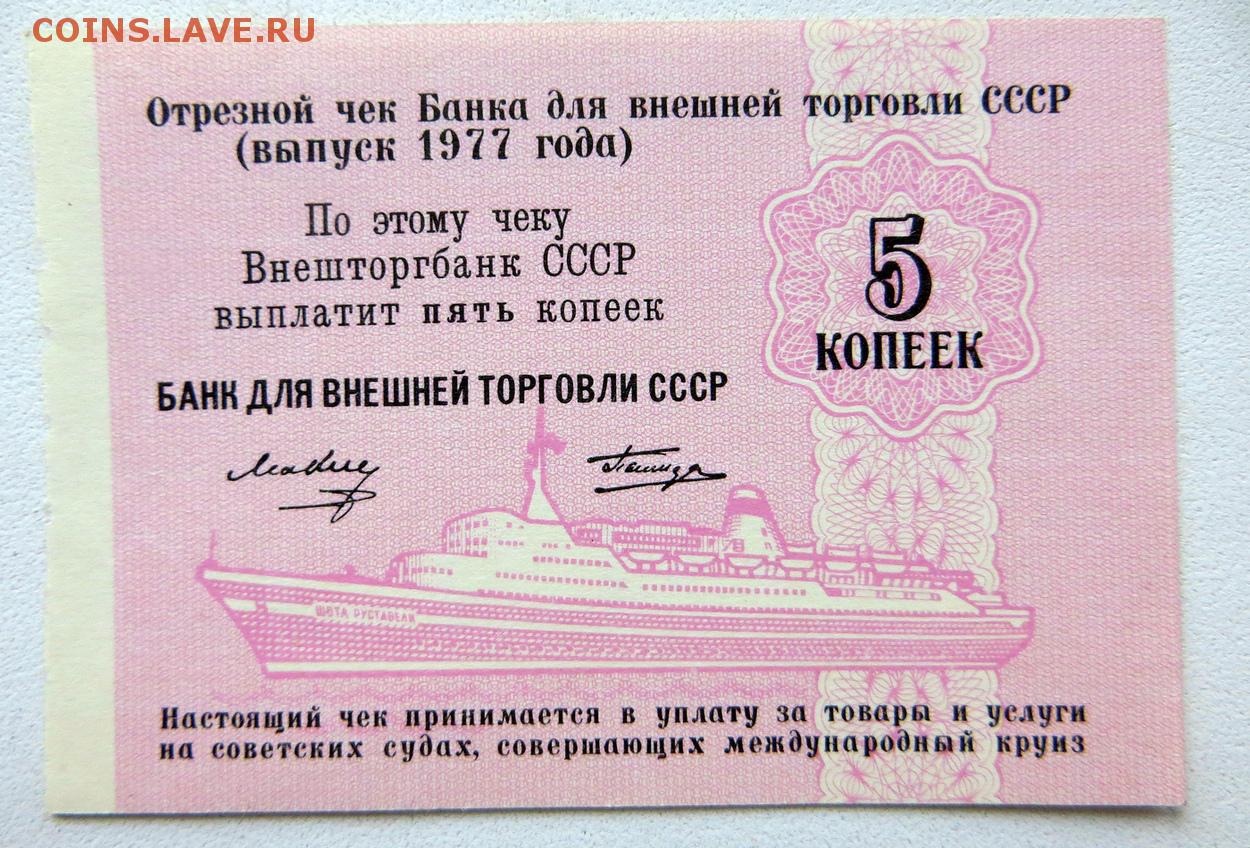 COINS.LAVE.RU
Отрезной чек Банка для внешней торговли СССР
(выпуск 1977 года)
По этому чеку
Внешторгбанк СССР
выплатит пять копеек
5
КОПЕЕК
БАНК ДЛЯ ВНЕШНЕЙ ТОРГОВЛИ СССР
ШОТА РУСТАВЕЛИ
Настоящий чек принимается в уплату за товары и услуги
на советских судах, совершающих международный круиз